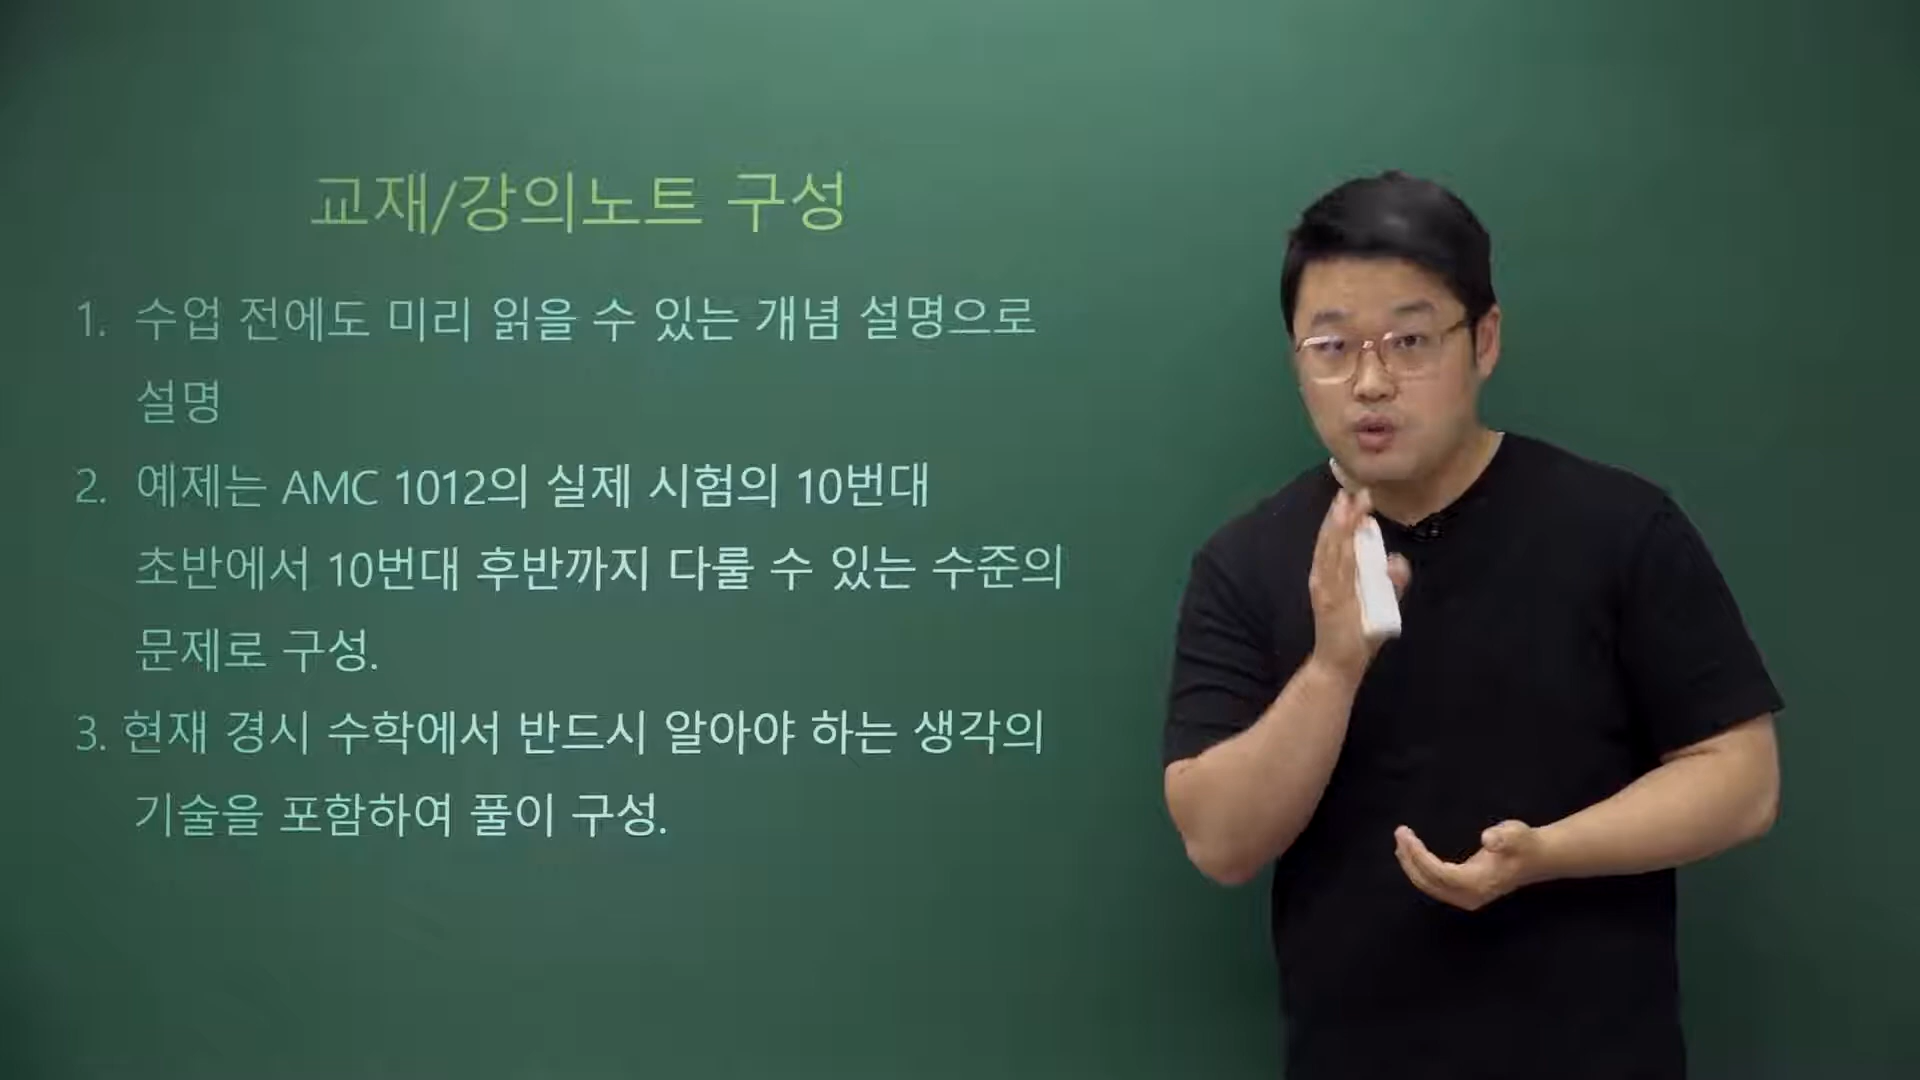 교재/강의노트 구성
1. 수업 전에도 미리 읽을 수 있는 개념 설명으로
설명
2. 예제는 AMC 1012의 실제 시험의 10번대
초반에서 10번대 후반까지 다룰 수 있는 수준의
문제로 구성.
3. 현재 경시 수학에서 반드시 알아야 하는 생각의
기술을 포함하여 풀이 구성.